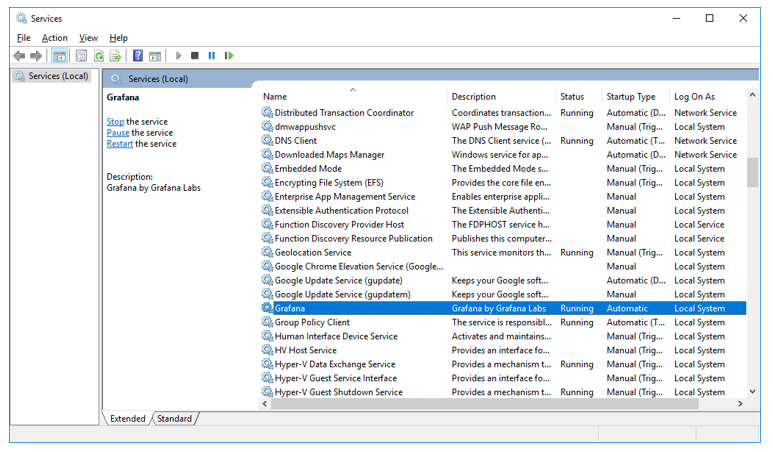 Services
File Action View Help
Services (Local)
Services (Local)
Grafana
Stop the service
Pause the service
Restart the service
Description:
Grafana by Grafana Labs
Name Description Status Startup Type Log On As
Distributed Transaction Coordinator Coordinates transaction... Running Automatic (D... Network Service
dmwappushsvc WAP Push Message Ro... Manual (Trig... Local System
DNS Client The DNS Client service (... Running Automatic (T... Network Service
Downloaded Maps Manager Windows service for ap... Automatic (D... Network Service
Embedded Mode The Embedded Mode s... Manual (Trig... Local System
Encrypting File System (EFS) Provides the core file en... Manual (Trig... Local System
Enterprise App Management Service Enables enterprise appli... Manual Local System
Extensible Authentication Protocol The Extensible Authenti... Manual Local System
Function Discovery Provider Host The FDPHOST service h... Manual Local Service
Function Discovery Resource Publication Publishes this computer... Manual Local Service
Geolocation Service This service monitors th... Running Manual (Trig... Local System
Google Chrome Elevation Service (Google... Manual Local System
Google Update Service (gupdate) Keeps your Google soft... Automatic (D... Local System
Google Update Service (gupdatem) Keeps your Google soft... Manual Local System
Grafana Grafana by Grafana Labs Running Automatic Local System
Group Policy Client The service is responsibl... Running Automatic (T... Local System
Human Interface Device Service Activates and maintains... Manual (Trig... Local System
HV Host Service Provides an interface fo... Manual (Trig... Local System
Hyper-V Data Exchange Service Provides a mechanism t... Running Manual (Trig... Local System
Hyper-V Guest Service Interface Provides an interface fo... Manual (Trig... Local System
Hyper-V Guest Shutdown Service Provides a mechanism t... Running Manual (Trig... Local System
Extended Standard